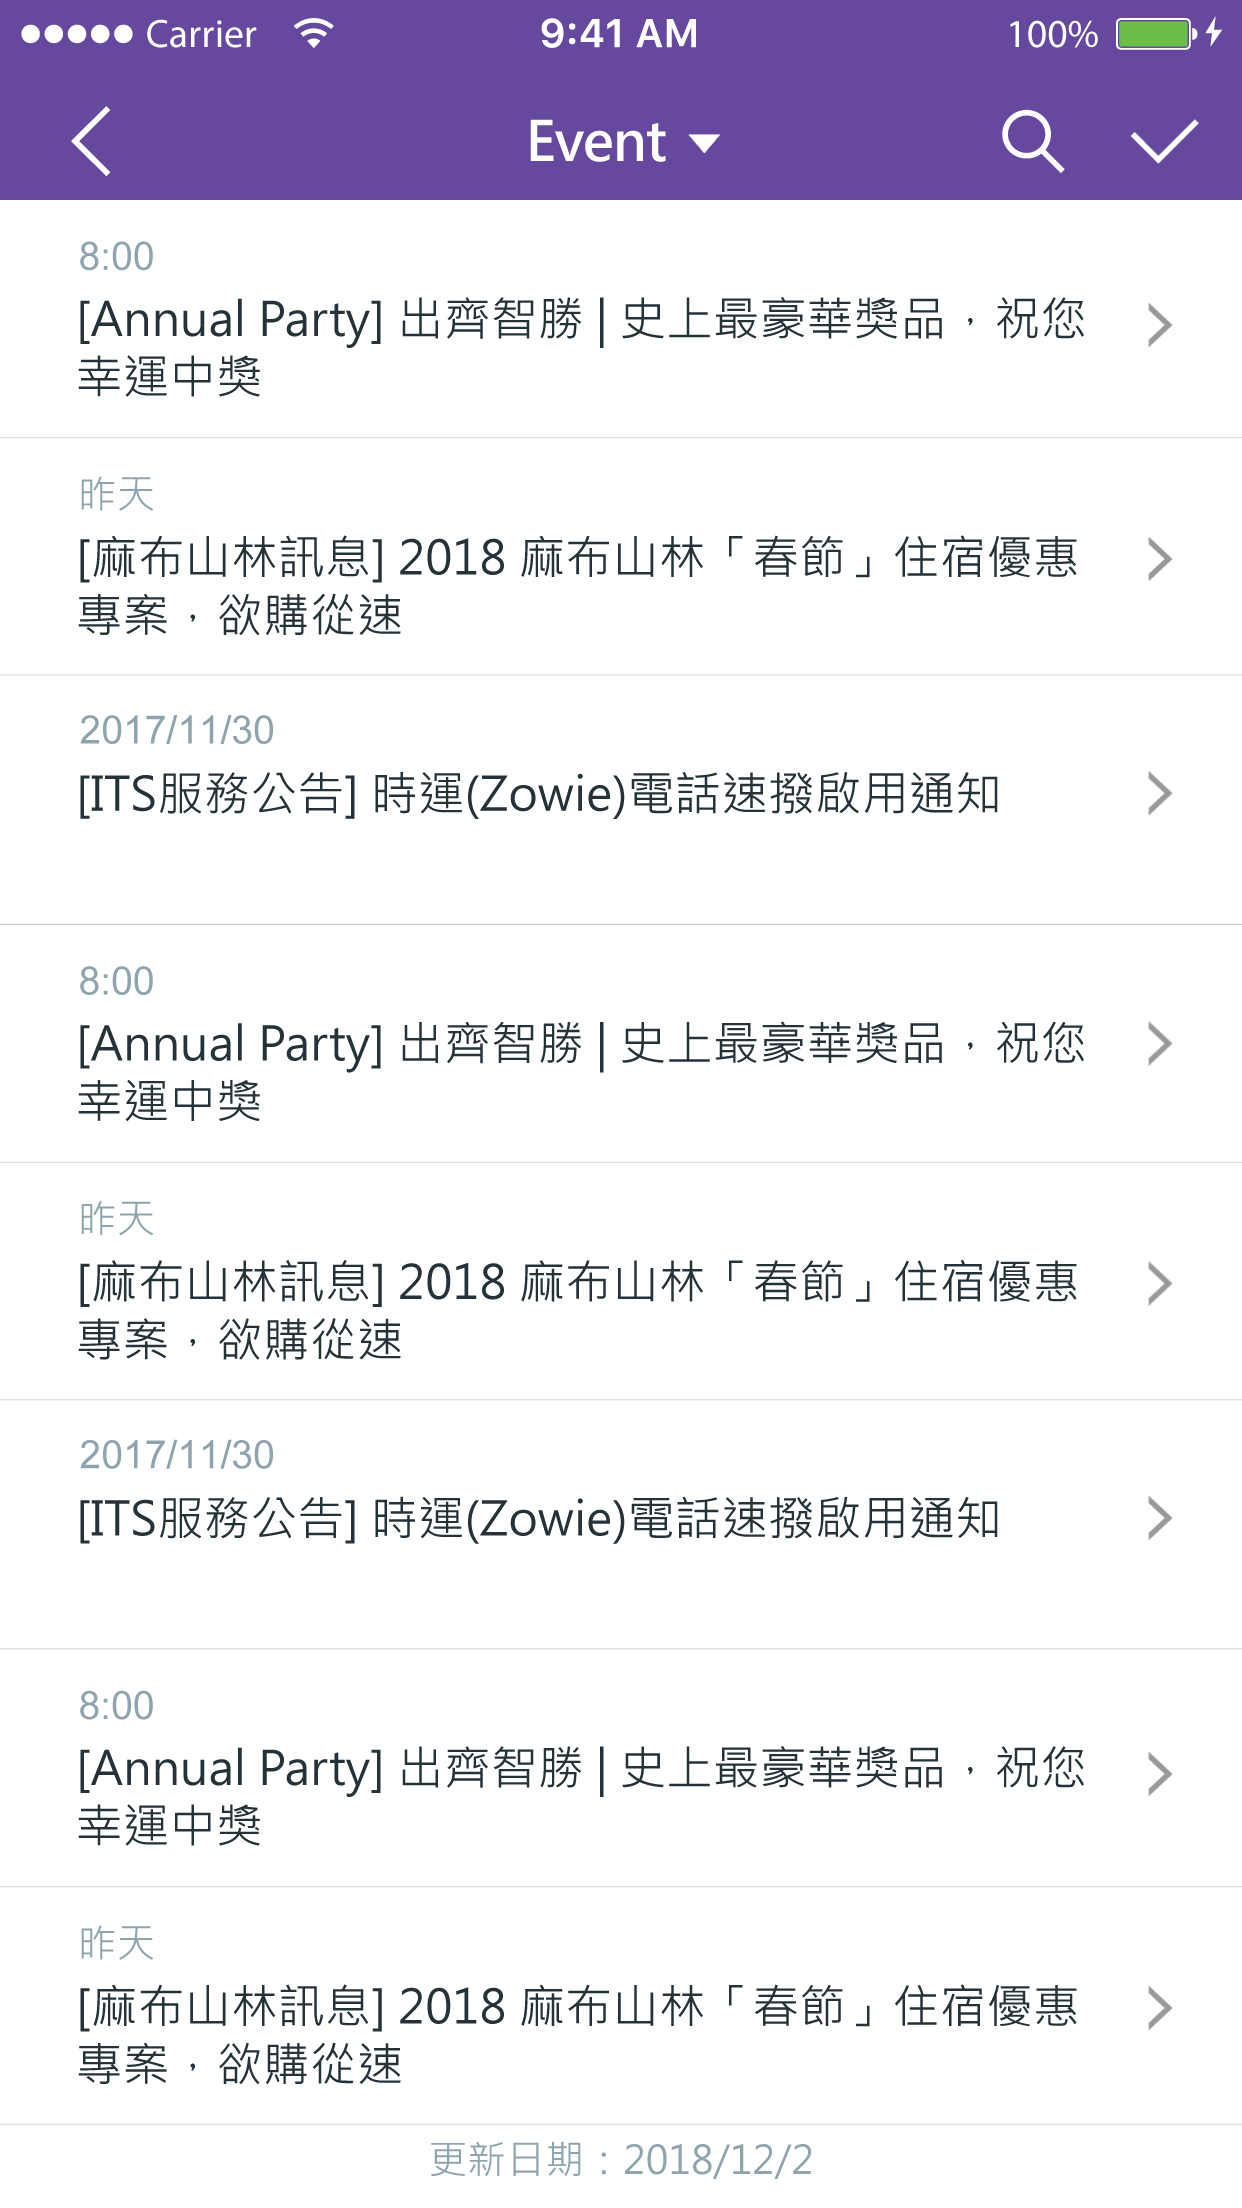 Carrier 9:41 AM 100%
Event
8:00
[Annual Party] 出齊智勝 | 史上最豪華獎品，祝您
幸運中獎
昨天
[麻布山林訊息] 2018 麻布山林「春節」住宿優惠
專案，欲購從速
2017/11/30
[ITS服務公告] 時運(Zowie)電話速撥啟用通知
8:00
[Annual Party] 出齊智勝 | 史上最豪華獎品，祝您
幸運中獎
昨天
[麻布山林訊息] 2018 麻布山林「春節」住宿優惠
專案，欲購從速
2017/11/30
[ITS服務公告] 時運(Zowie)電話速撥啟用通知
8:00
[Annual Party] 出齊智勝 | 史上最豪華獎品，祝您
幸運中獎
昨天
[麻布山林訊息] 2018 麻布山林「春節」住宿優惠
專案，欲購從速
更新日期：2018/12/2